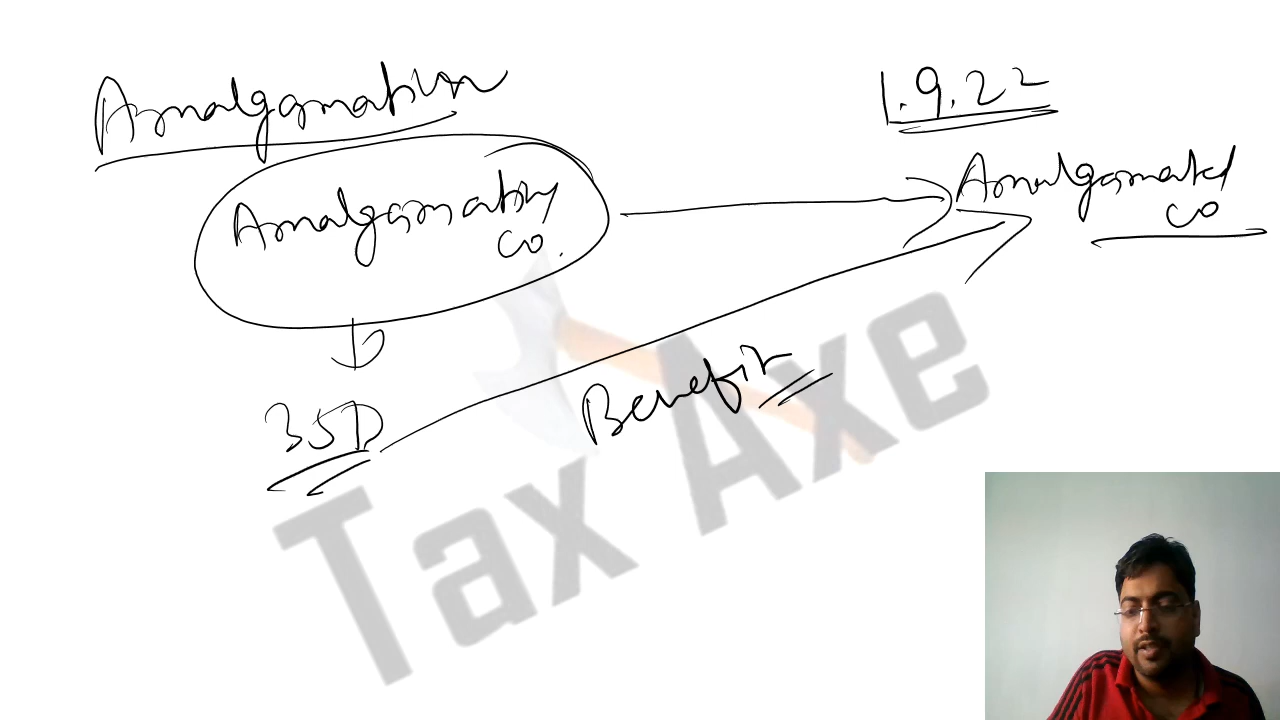 Amalgamation
1.9.22
Amalgamating
co.
Amalgamated
co
35D
Benefit
Tax Axe